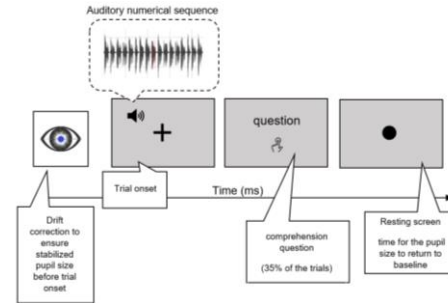 Auditory numerical sequence
question
Trial onset
Time (ms)
Drift
correction to
ensure
stabilized
pupil size
before trial
onset
comprehension
question
(35% of the trials)
Resting screen
time for the pupil
size to return to
baseline